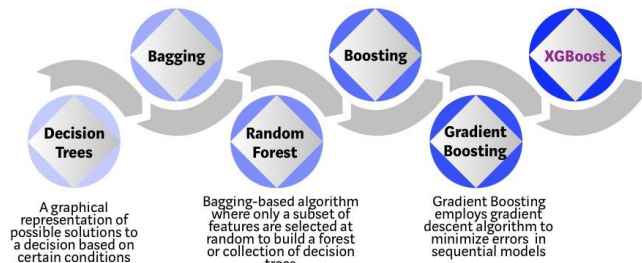 Bagging
Boosting
XGBoost
Decision
Trees
Random
Forest
Gradient
Boosting
A graphical
representation of
possible solutions to
a decision based on
certain conditions
Bagging-based algorithm
where only a subset of
features are selected at
random to build a forest
or collection of decision
trees
Gradient Boosting
employs gradient
descent algorithm to
minimize errors in
sequential models